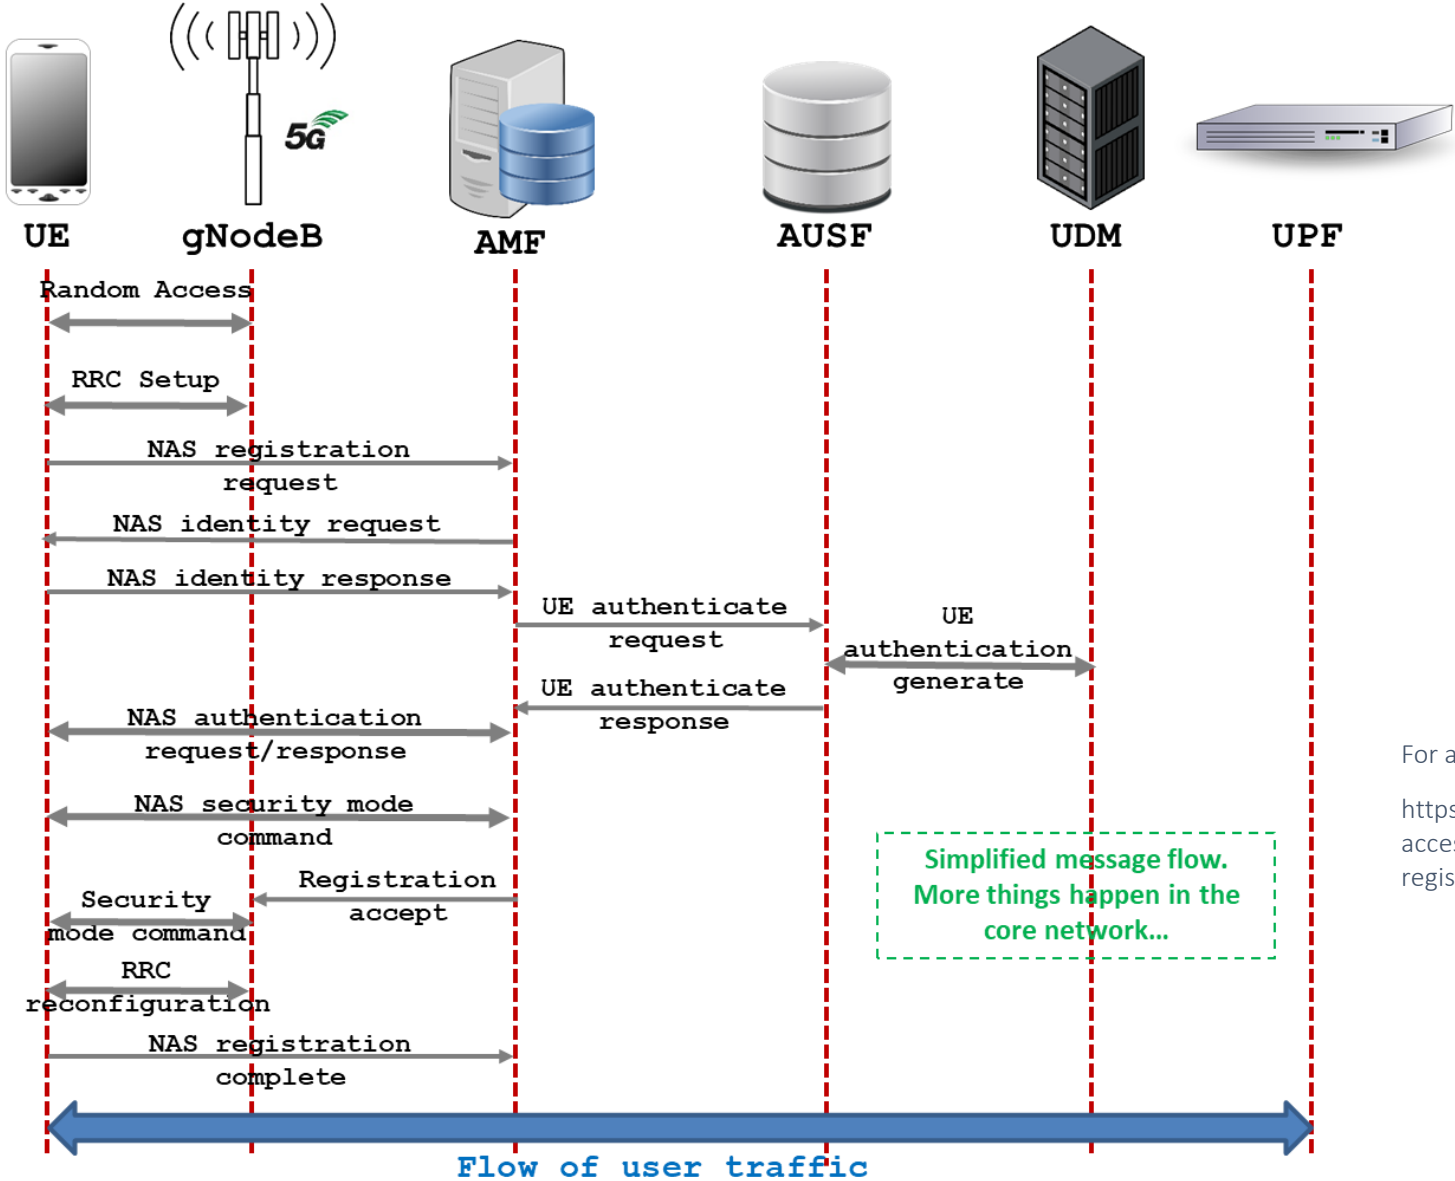 5G
UE
gNodeB
AMF
AUSF
UDM
UPF
Random Access
RRC Setup
NAS registration
request
NAS identity request
NAS identity response
UE authenticate
request
UE
authentication
generate
UE authenticate
response
NAS authentication
request/response
NAS security mode
command
Registration
accept
Security
mode command
RRC
reconfiguration
NAS registration
complete
Flow of user traffic
Simplified message flow.
More things happen in the
core network...
For a
https
acces
regis